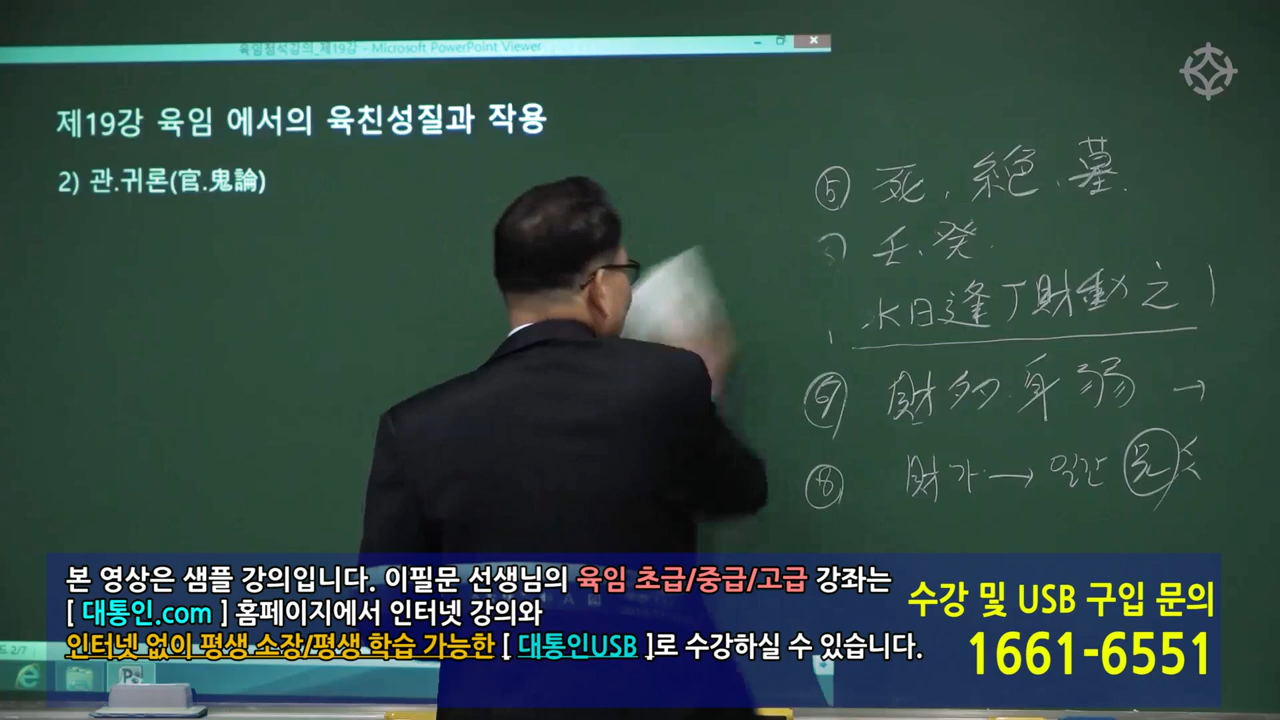 육임정석강의_제19강 - Microsoft PowerPoint Viewer
제19강 육임 에서의 육친성질과 작용
2) 관.귀론(官.鬼論)
⑤ 死, 絶, 墓.
壬, 癸.
水日逢丁財動之
財多身弱 →
⑧ 財가 → 일간
본 영상은 샘플 강의입니다. 이필문 선생님의 육임 초급/중급/고급 강좌는
[ 대통인.com ] 홈페이지에서 인터넷 강의와
인터넷 없이 평생 소장/평생 학습 가능한 [ 대통인USB ]로 수강하실 수 있습니다.
수강 및 USB 구입 문의
1661-6551
2/7